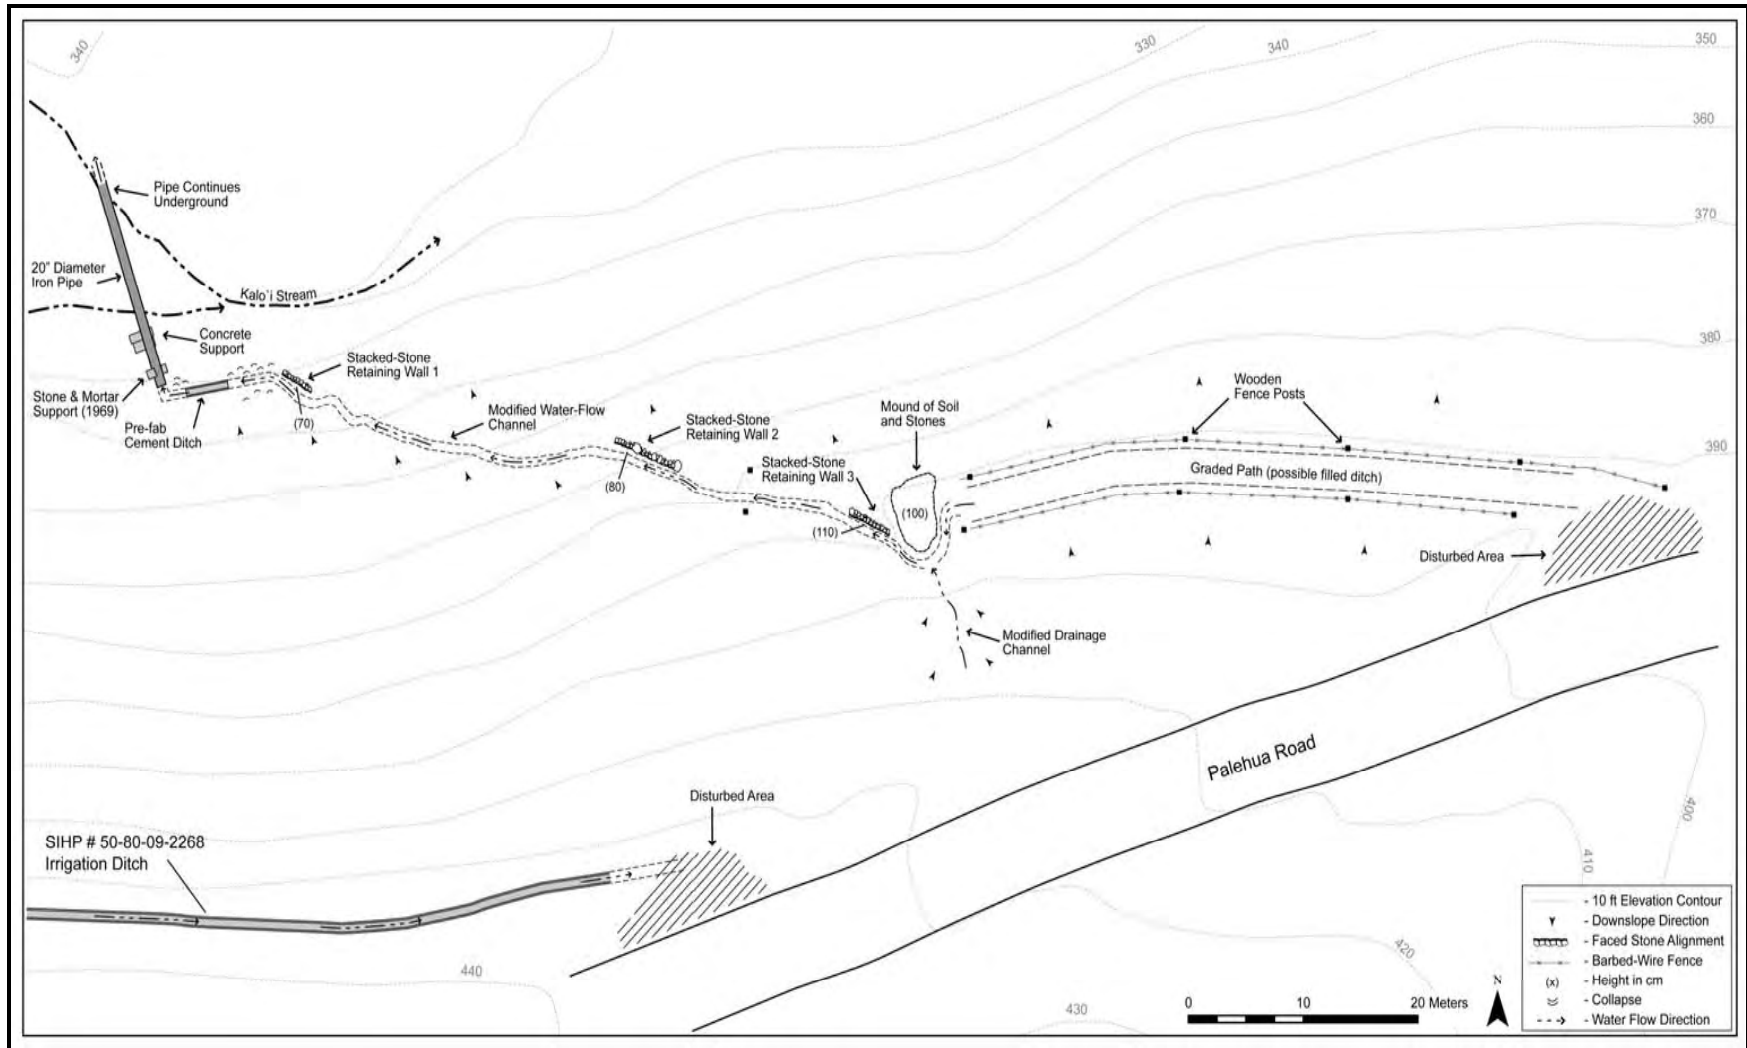 340
330
340
350
360
370
380
390
Pipe Continues
Underground
20" Diameter
Iron Pipe
Kalo`i Stream
Concrete
Support
Stone & Mortar
Support (1969)
Pre-fab
Cement Ditch
Stacked-Stone
Retaining Wall 1
(70)
Modified Water-Flow
Channel
Stacked-Stone
Retaining Wall 2
(80)
Stacked-Stone
Retaining Wall 3
(110)
Mound of Soil
and Stones
(100)
Wooden
Fence Posts
Graded Path (possible filled ditch)
Disturbed Area
Modified Drainage
Channel
Palehua Road
Disturbed Area
SIHP # 50-80-09-2268
Irrigation Ditch
440
430
420
410
400
N
0 10 20 Meters
- 10 ft Elevation Contour
- Downslope Direction
- Faced Stone Alignment
- Barbed-Wire Fence
(x) - Height in cm
- Collapse
- Water Flow Direction